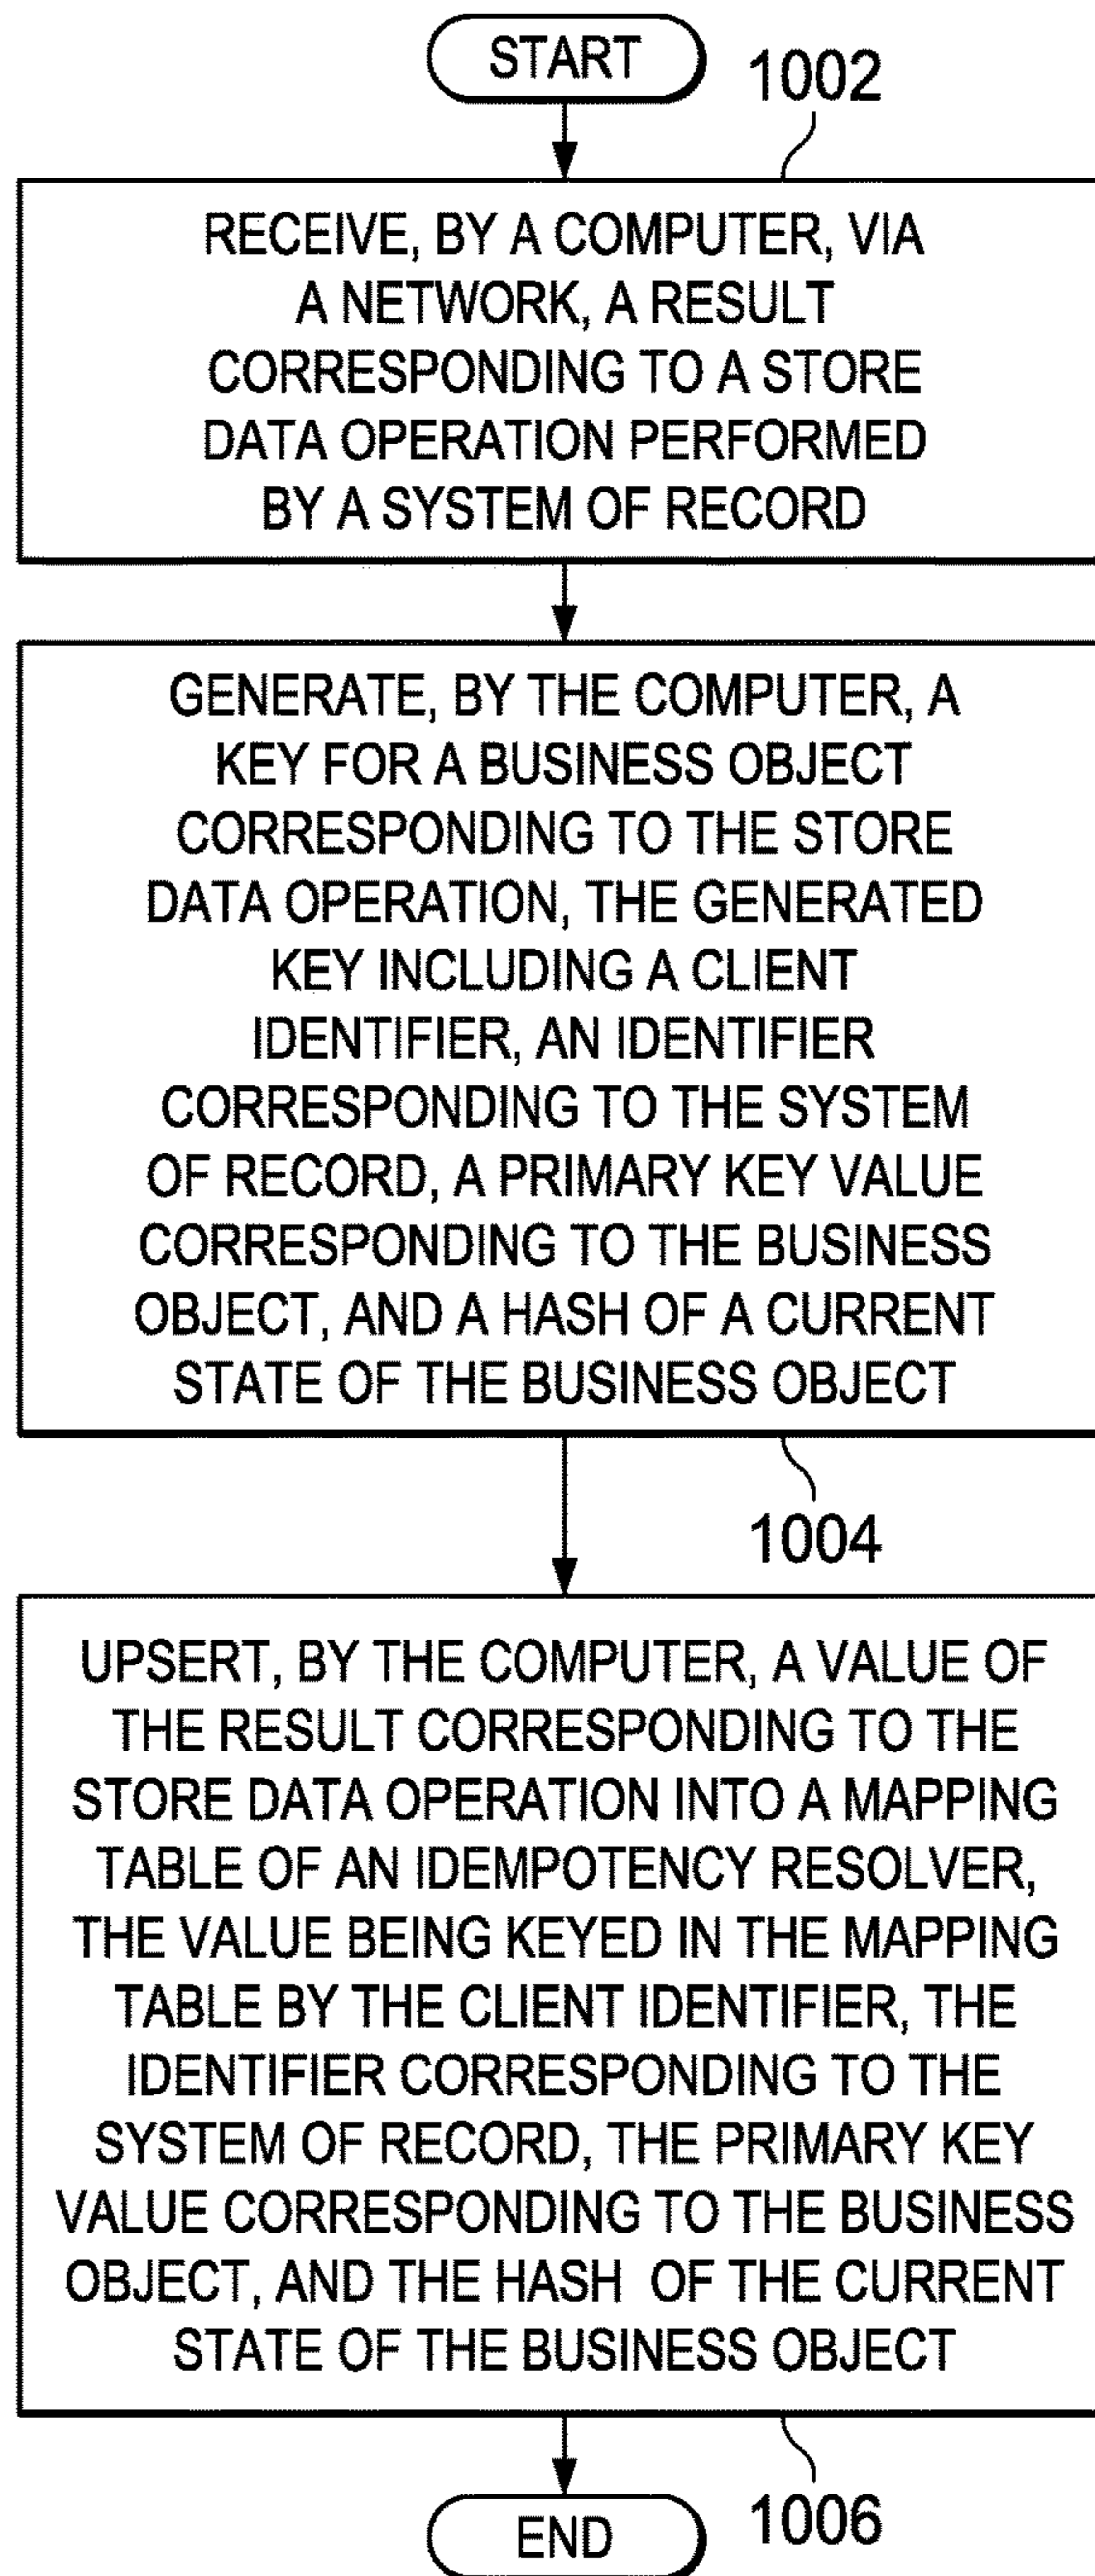 START
1002
RECEIVE, BY A COMPUTER, VIA
A NETWORK, A RESULT
CORRESPONDING TO A STORE
DATA OPERATION PERFORMED
BY A SYSTEM OF RECORD
GENERATE, BY THE COMPUTER, A
KEY FOR A BUSINESS OBJECT
CORRESPONDING TO THE STORE
DATA OPERATION, THE GENERATED
KEY INCLUDING A CLIENT
IDENTIFIER, AN IDENTIFIER
CORRESPONDING TO THE SYSTEM
OF RECORD, A PRIMARY KEY VALUE
CORRESPONDING TO THE BUSINESS
OBJECT, AND A HASH OF A CURRENT
STATE OF THE BUSINESS OBJECT
1004
UPSERT, BY THE COMPUTER, A VALUE OF
THE RESULT CORRESPONDING TO THE
STORE DATA OPERATION INTO A MAPPING
TABLE OF AN IDEMPOTENCY RESOLVER,
THE VALUE BEING KEYED IN THE MAPPING
TABLE BY THE CLIENT IDENTIFIER, THE
IDENTIFIER CORRESPONDING TO THE
SYSTEM OF RECORD, THE PRIMARY KEY
VALUE CORRESPONDING TO THE BUSINESS
OBJECT, AND THE HASH OF THE CURRENT
STATE OF THE BUSINESS OBJECT
1006
END